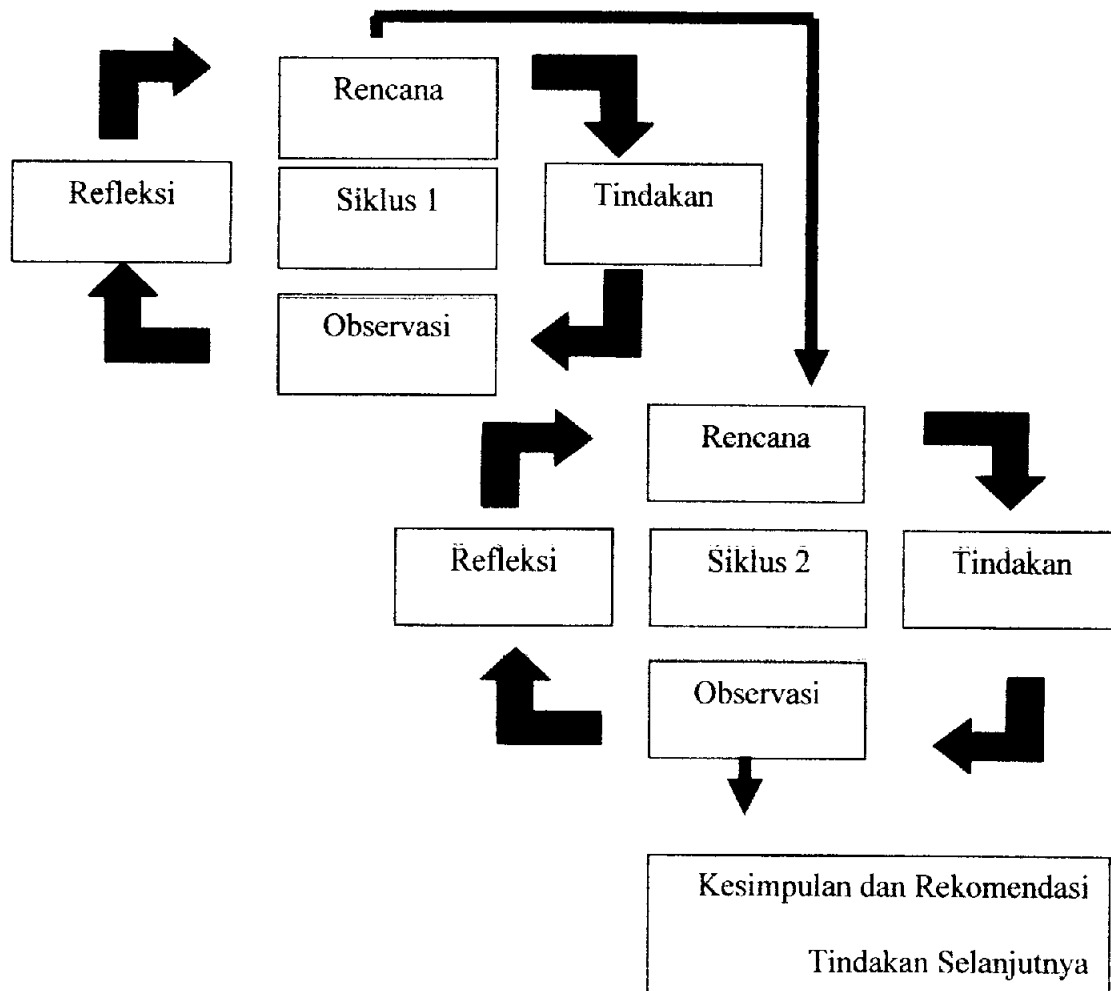 Rencana
Refleksi
Siklus 1
Tindakan
Observasi
Rencana
Refleksi
Siklus 2
Tindakan
Observasi
Kesimpulan dan Rekomendasi
Tindakan Selanjutnya